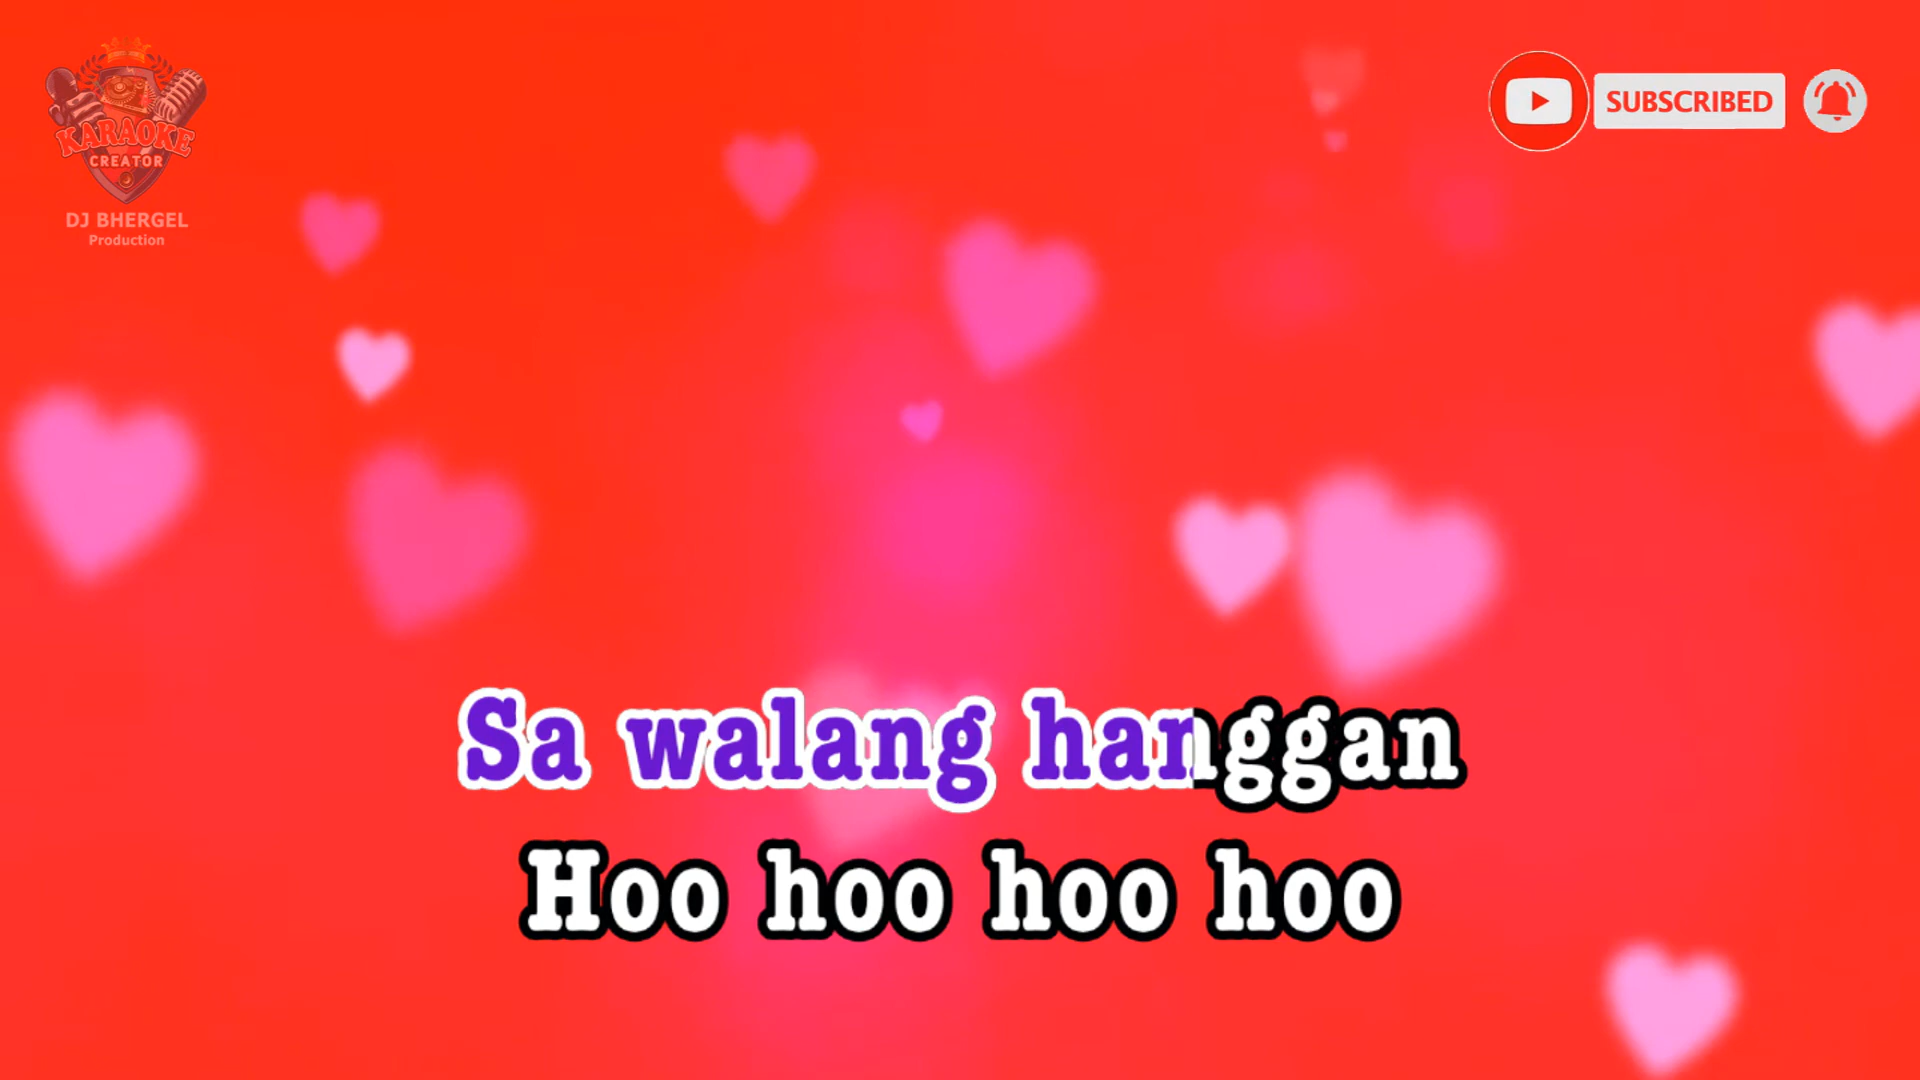 KARAOKE
CREATOR
DJ BHERGEL
Production
SUBSCRIBED
Sa walang hanggan
Hoo hoo hoo hoo